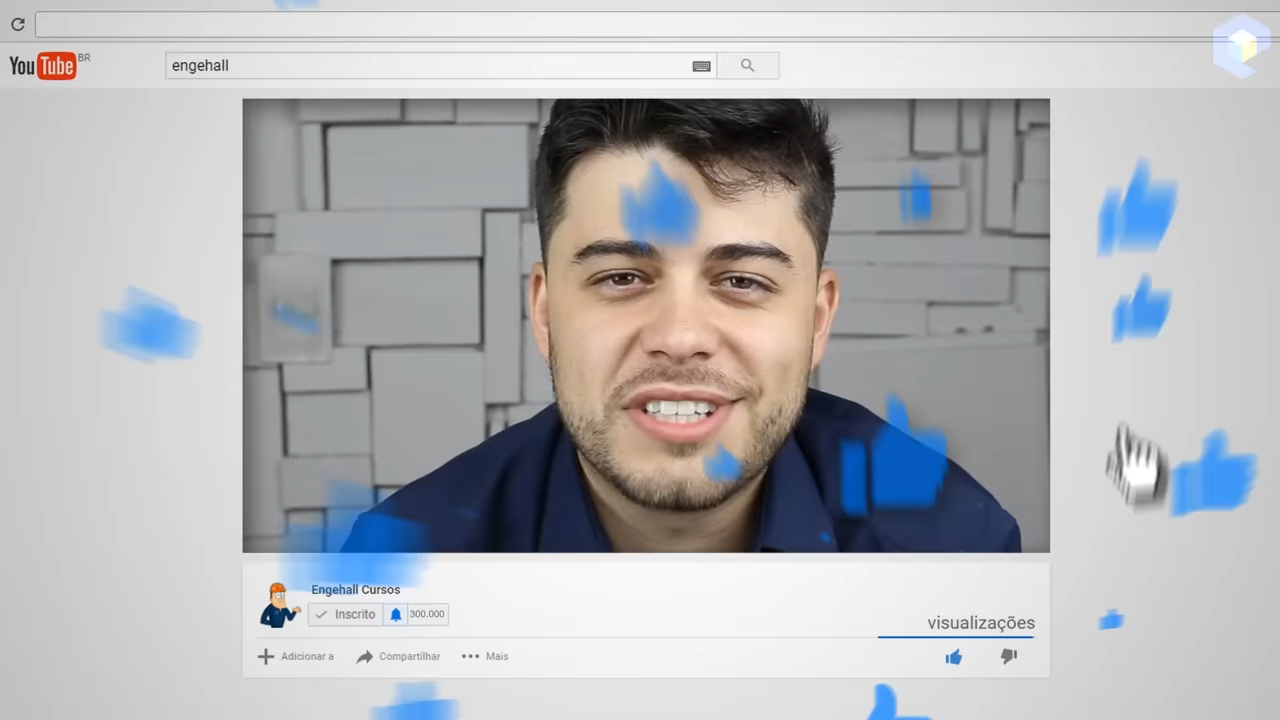 YouTube BR
engehall
Engehall Cursos
Inscrito 300.000
visualizações
Adicionar a Compartilhar Mais